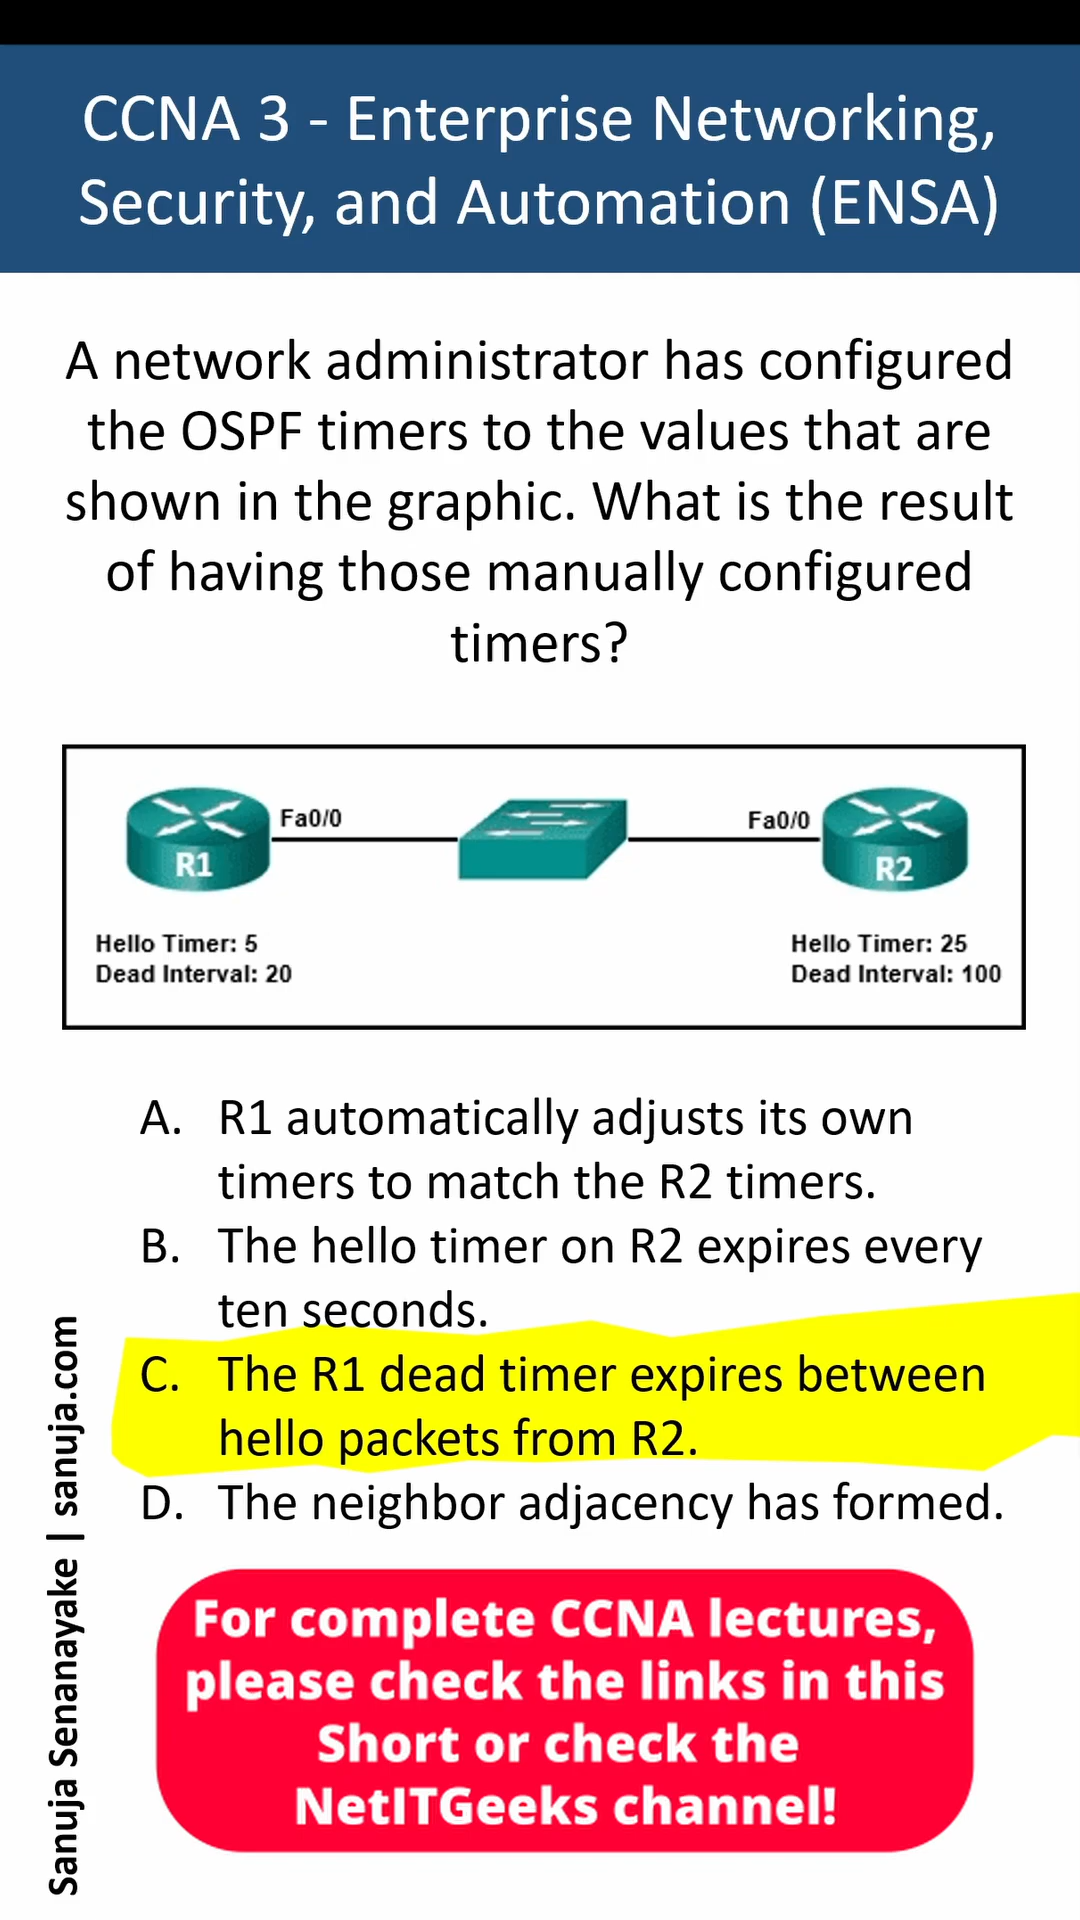 CCNA 3 - Enterprise Networking,
Security, and Automation (ENSA)
A network administrator has configured
the OSPF timers to the values that are
shown in the graphic. What is the result
of having those manually configured
timers?
Fa0/0
Fa0/0
R1
R2
Hello Timer: 5
Dead Interval: 20
Hello Timer: 25
Dead Interval: 100
A. R1 automatically adjusts its own
timers to match the R2 timers.
B. The hello timer on R2 expires every
ten seconds.
C. The R1 dead timer expires between
hello packets from R2.
D. The neighbor adjacency has formed.
Sanuja Senanayake | sanuja.com
For complete CCNA lectures,
please check the links in this
Short or check the
NetITGeeks channel!